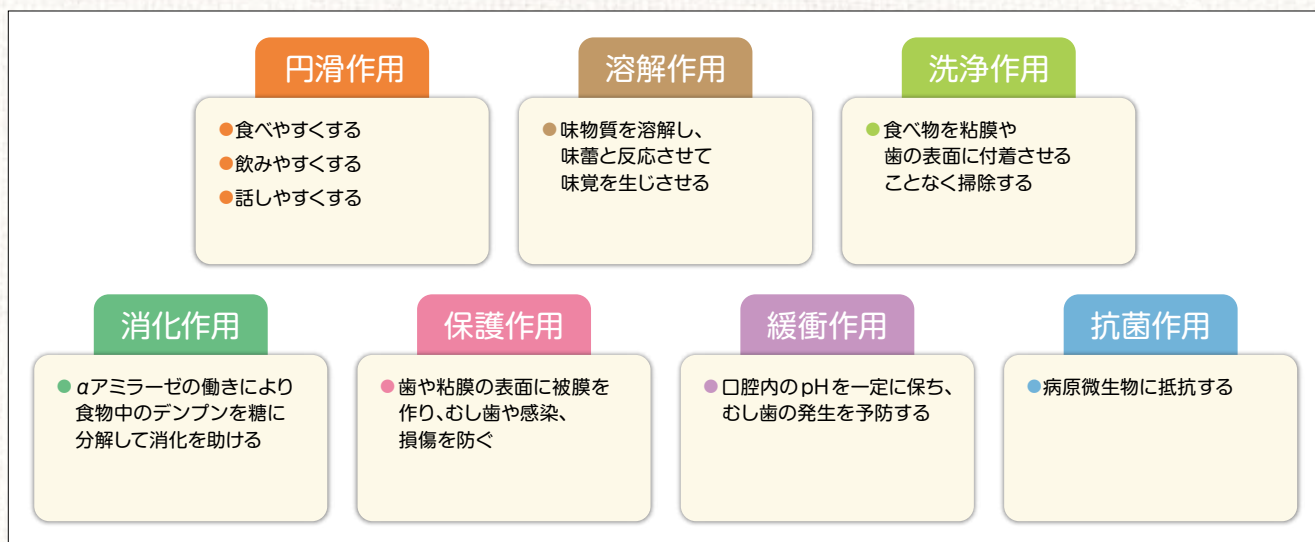 円滑作用
●食べやすくする
●飲みやすくする
●話しやすくする
溶解作用
●味物質を溶解し、
味蕾と反応させて
味覚を生じさせる
洗浄作用
●食べ物を粘膜や
歯の表面に付着させる
ことなく掃除する
消化作用
●αアミラーゼの働きにより
食物中のデンプンを糖に
分解して消化を助ける
保護作用
●歯や粘膜の表面に被膜を
作り、むし歯や感染、
損傷を防ぐ
緩衝作用
●口腔内のpHを一定に保ち、
むし歯の発生を予防する
抗菌作用
●病原微生物に抵抗する